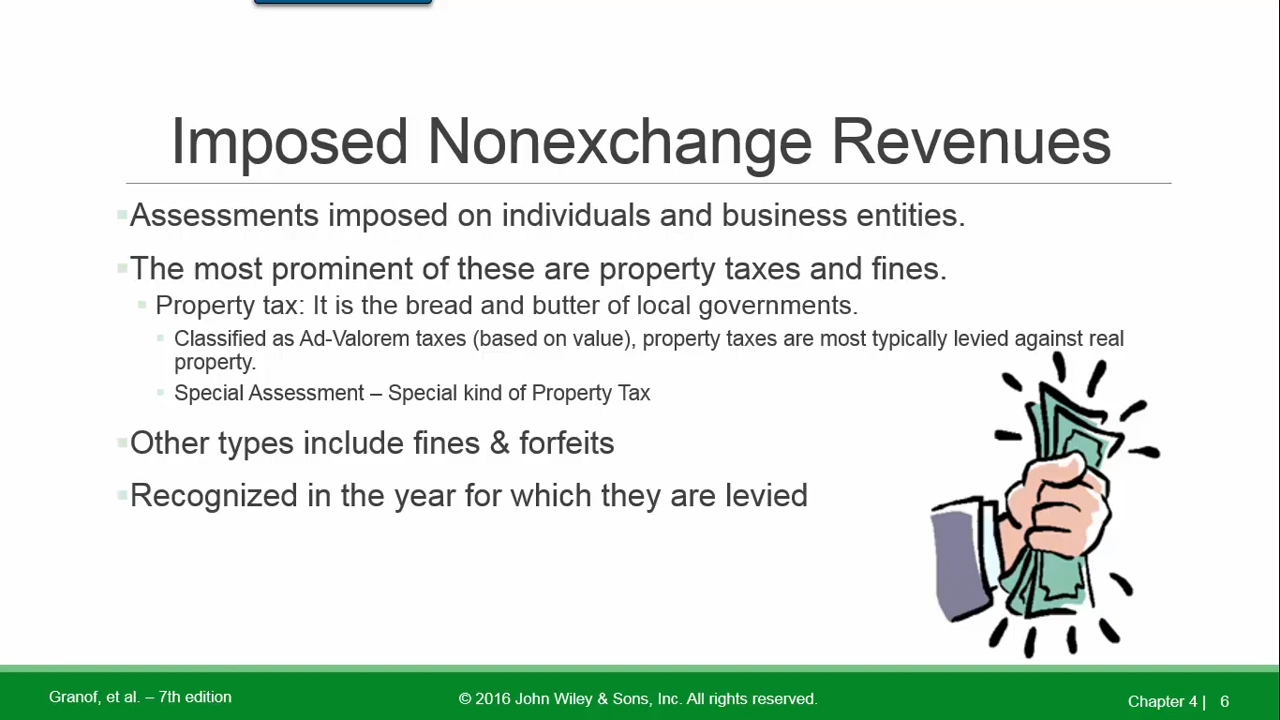 Imposed Nonexchange Revenues
Assessments imposed on individuals and business entities.
The most prominent of these are property taxes and fines.
Property tax: It is the bread and butter of local governments.
Classified as Ad-Valorem taxes (based on value), property taxes are most typically levied against real
property.
Special Assessment – Special kind of Property Tax
Other types include fines & forfeits
Recognized in the year for which they are levied
Granof, et al. – 7th edition
© 2016 John Wiley & Sons, Inc. All rights reserved.
Chapter 4 | 6